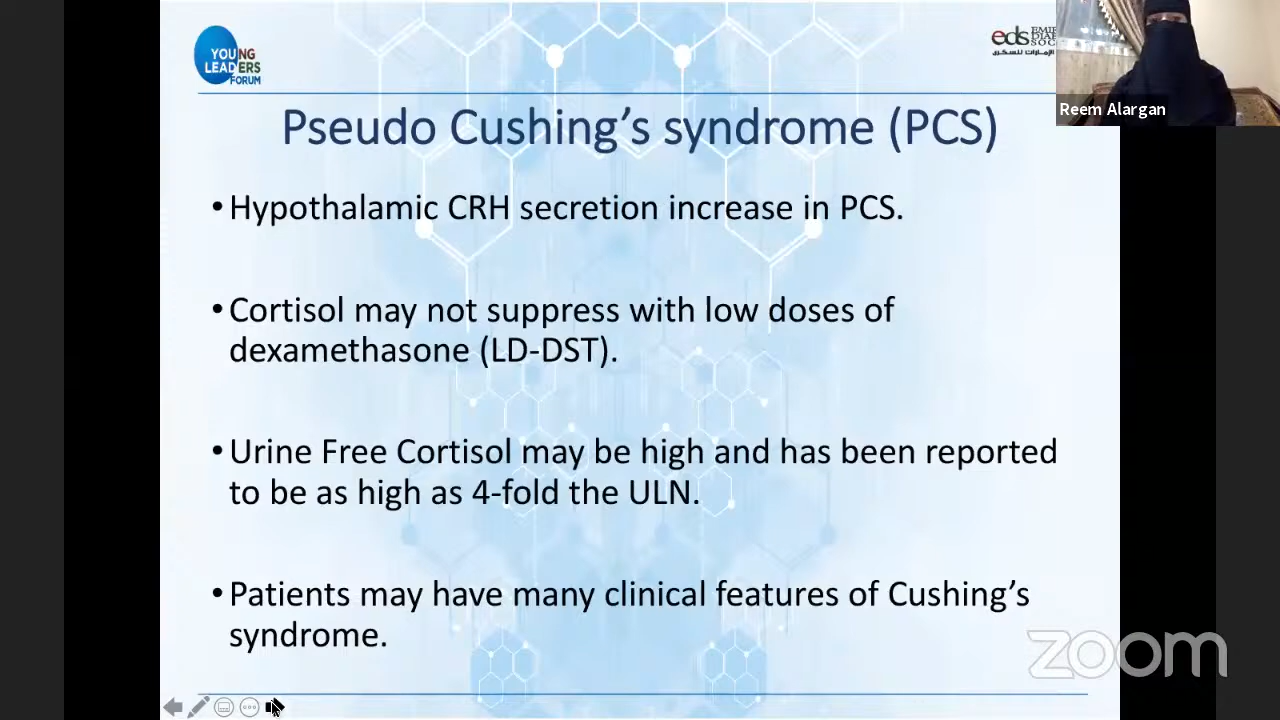 YOUNG
LEADERS
FORUM
eds
الإمارات للسكري
Reem Alargan
Pseudo Cushing’s syndrome (PCS)
•Hypothalamic CRH secretion increase in PCS.
•Cortisol may not suppress with low doses of
dexamethasone (LD-DST).
•Urine Free Cortisol may be high and has been reported
to be as high as 4-fold the ULN.
•Patients may have many clinical features of Cushing’s
syndrome.
zoom